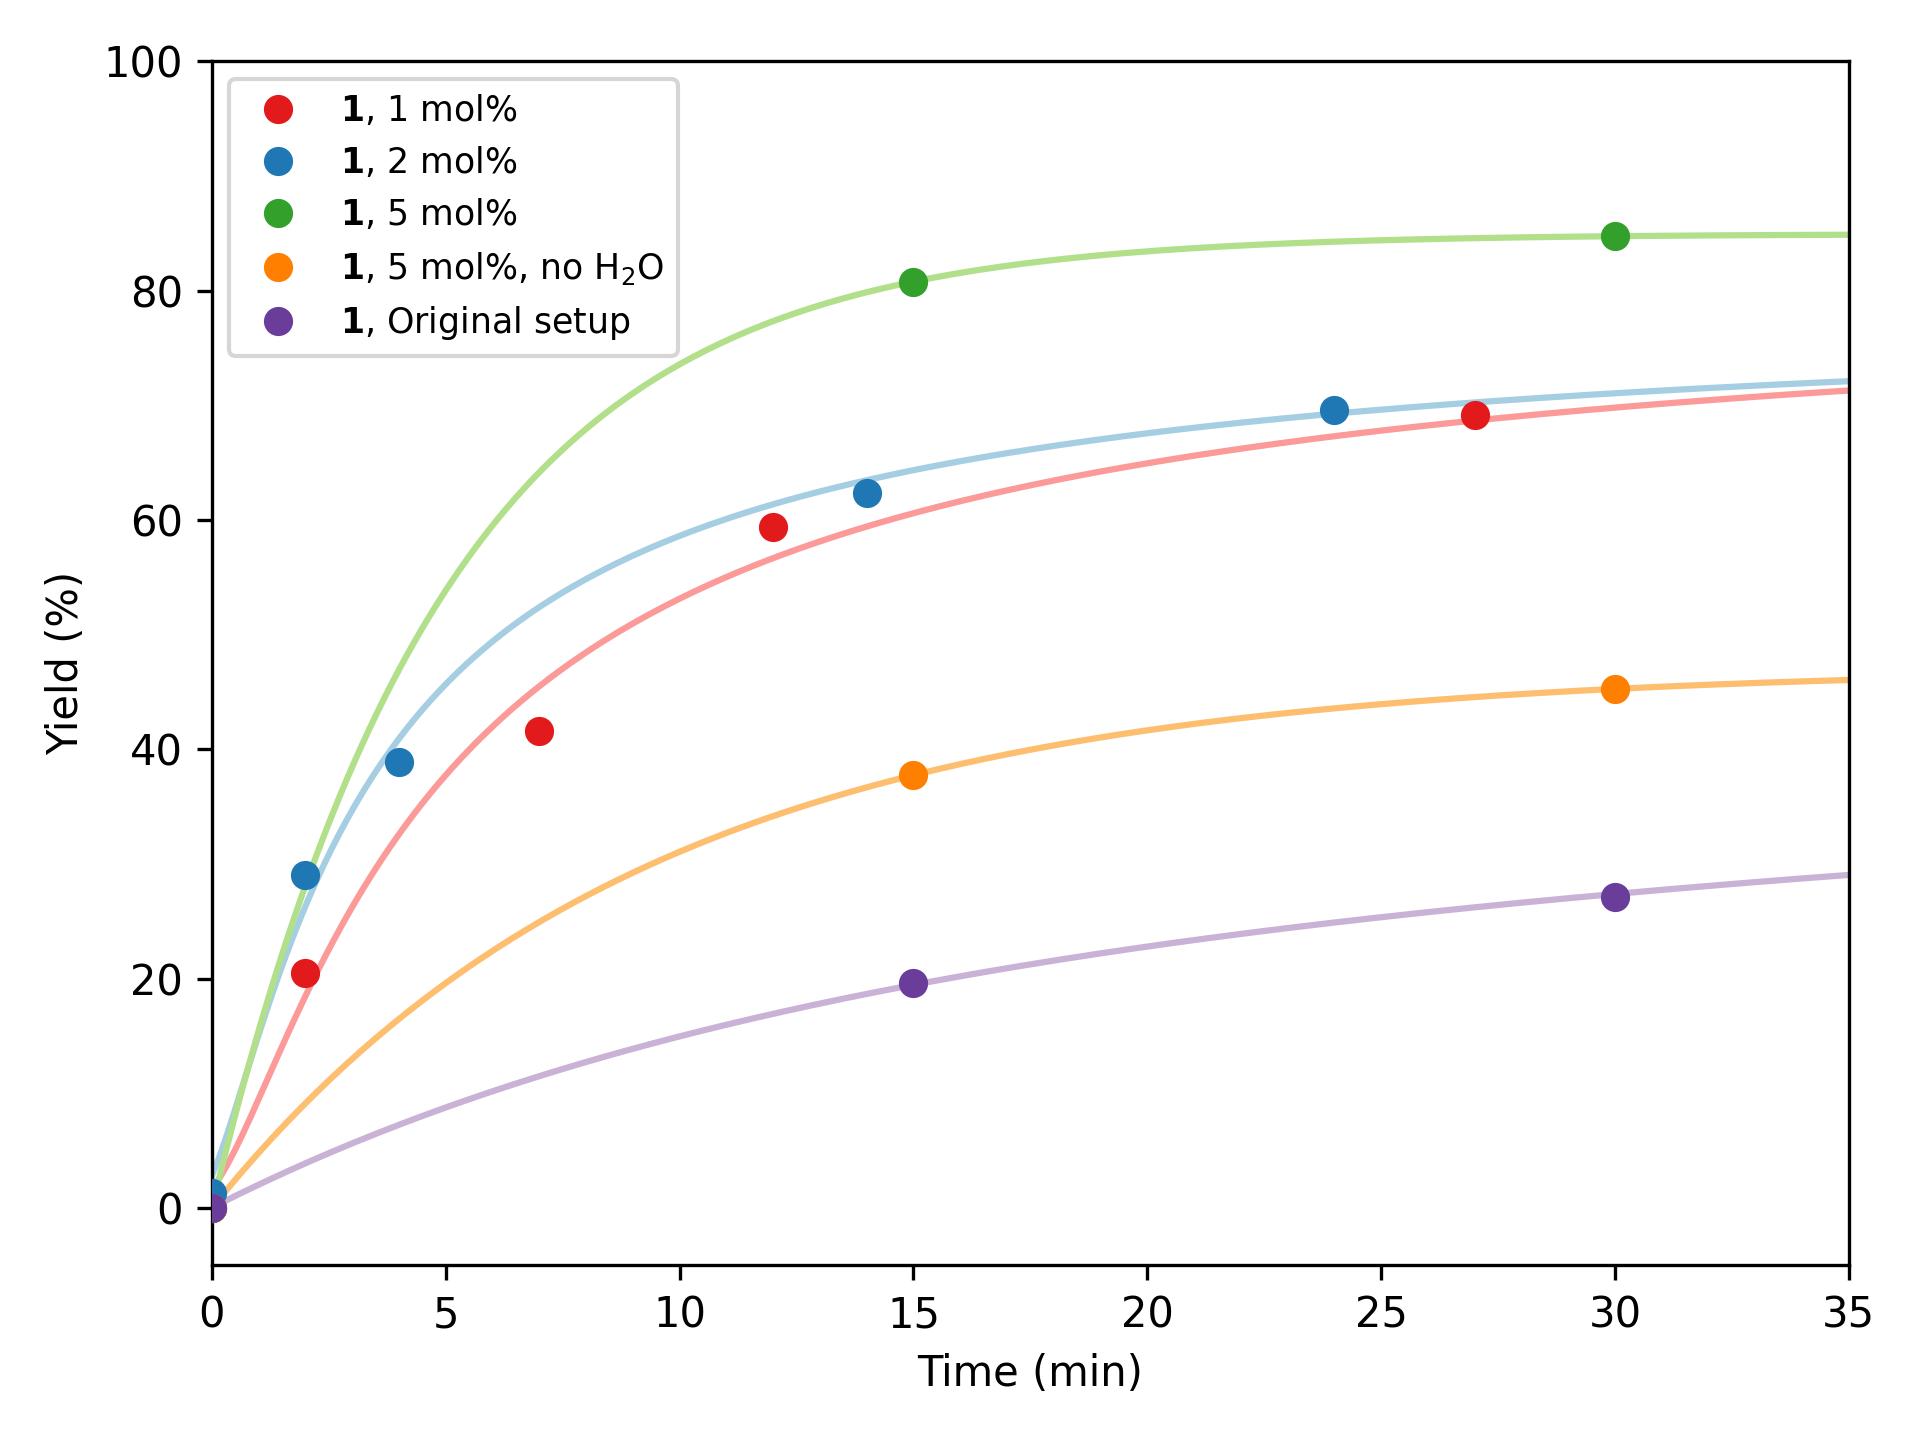 100
80
60
40
20
0
Yield (%)
1, 1 mol%
1, 2 mol%
1, 5 mol%
1, 5 mol%, no H₂O
1, Original setup
0 5 10 15 20 25 30 35
Time (min)